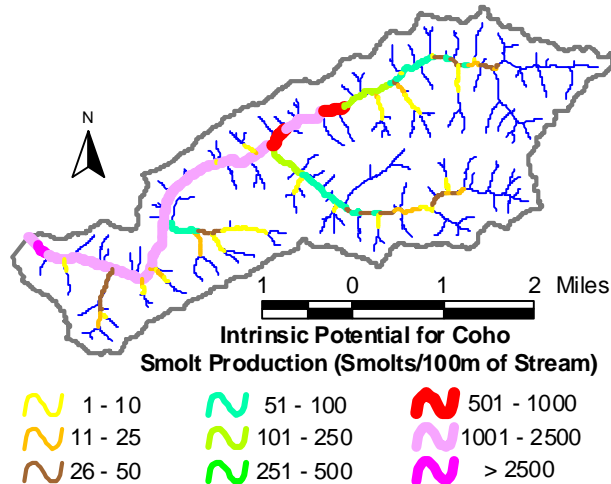 N
1 0 1 2 Miles
Intrinsic Potential for Coho
Smolt Production (Smolts/100m of Stream)
1 - 10 51 - 100 501 - 1000
11 - 25 101 - 250 1001 - 2500
26 - 50 251 - 500 > 2500